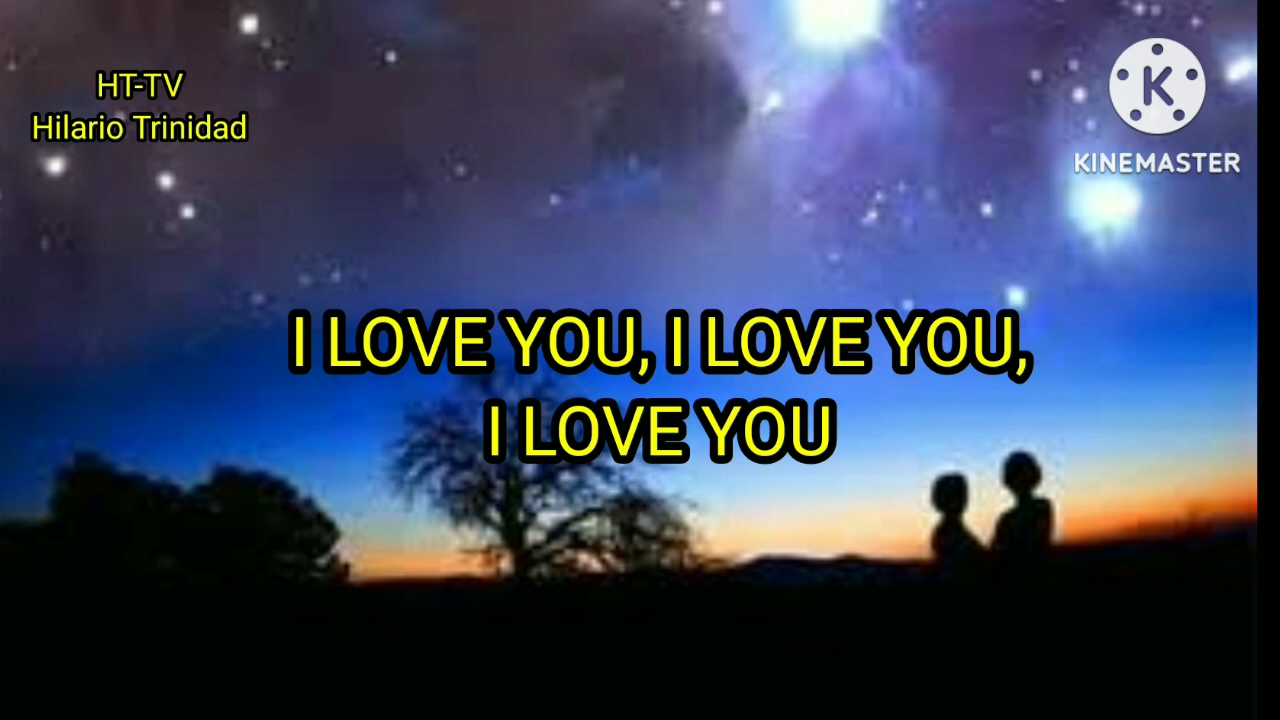 HT-TV
Hilario Trinidad
K
KINEMASTER
I LOVE YOU, I LOVE YOU,
I LOVE YOU